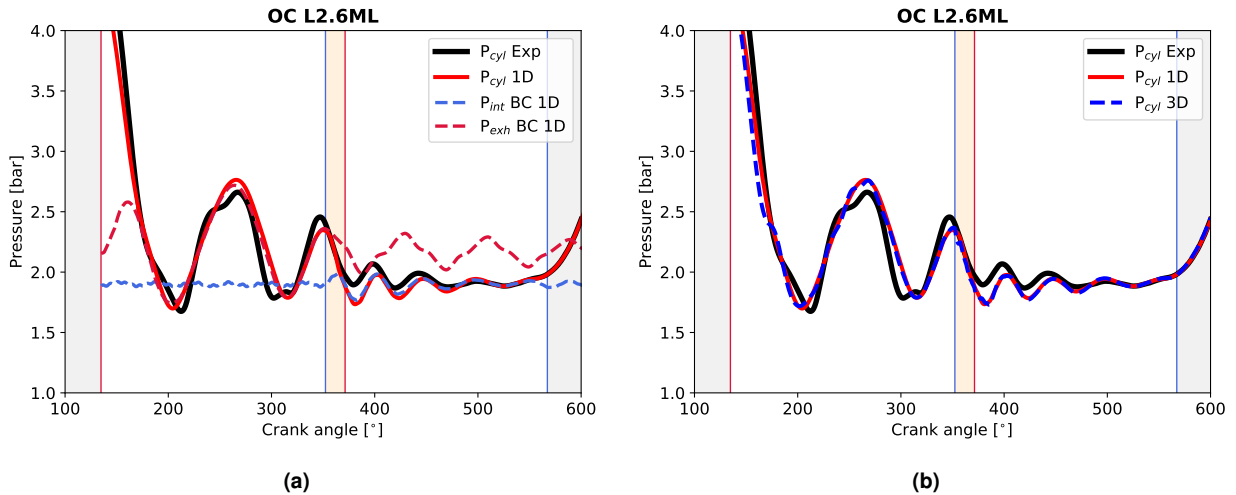 OC L2.6ML
4.0
3.5
3.0
2.5
2.0
1.5
1.0
Pressure [bar]
100 200 300 400 500 600
Crank angle [°]
P_cyl Exp
P_cyl 1D
P_int BC 1D
P_exh BC 1D
(a)
OC L2.6ML
4.0
3.5
3.0
2.5
2.0
1.5
1.0
Pressure [bar]
100 200 300 400 500 600
Crank angle [°]
P_cyl Exp
P_cyl 1D
P_cyl 3D
(b)